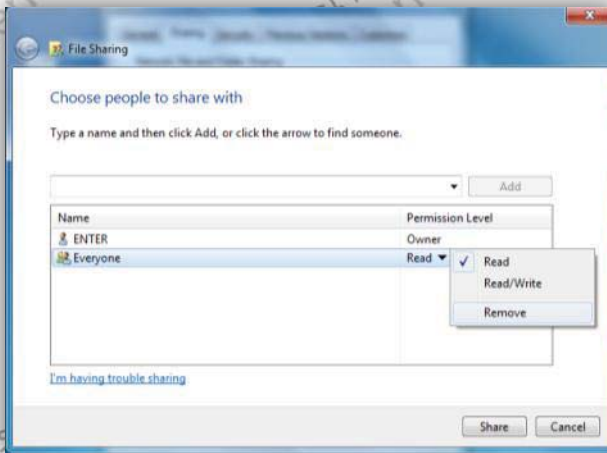 File Sharing
Choose people to share with
Type a name and then click Add, or click the arrow to find someone.
Add
Name Permission Level
ENTER Owner
Everyone Read
Read
Read/Write
Remove
I'm having trouble sharing
Share Cancel